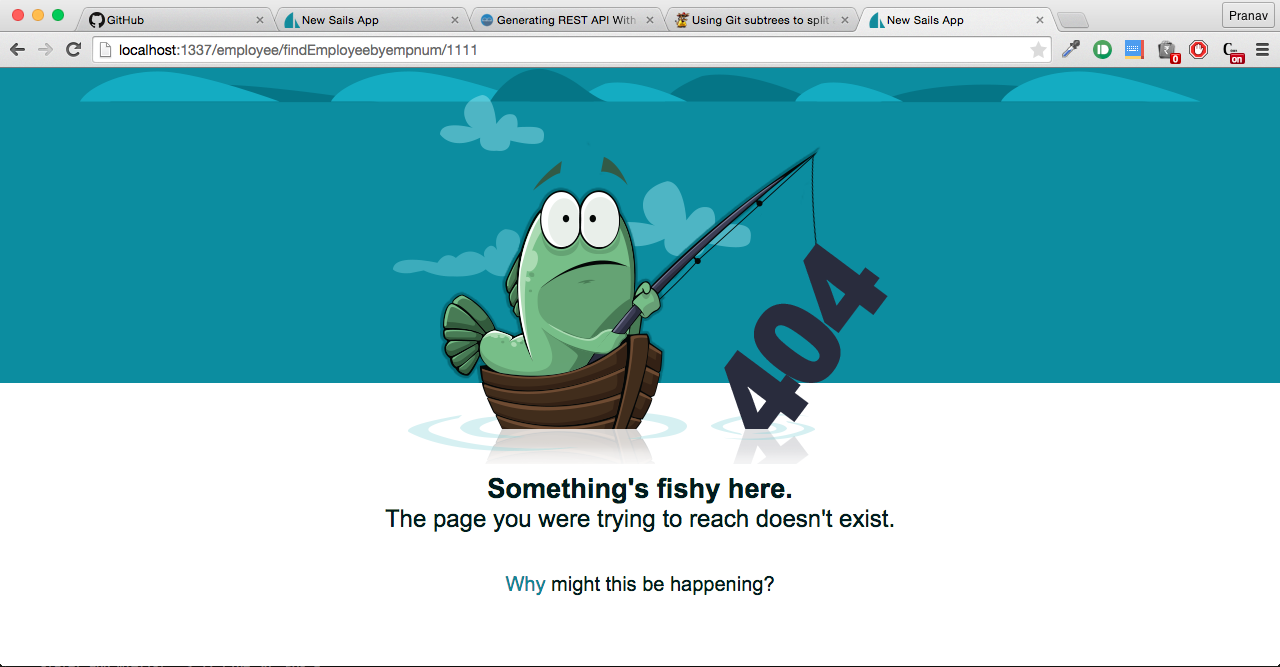 GitHub
New Sails App
Generating REST API With
Using Git subtrees to split
New Sails App
Pranav
localhost:1337/employee/findEmployeebyempnum/1111
0
on
404
Something's fishy here.
The page you were trying to reach doesn't exist.
Why might this be happening?